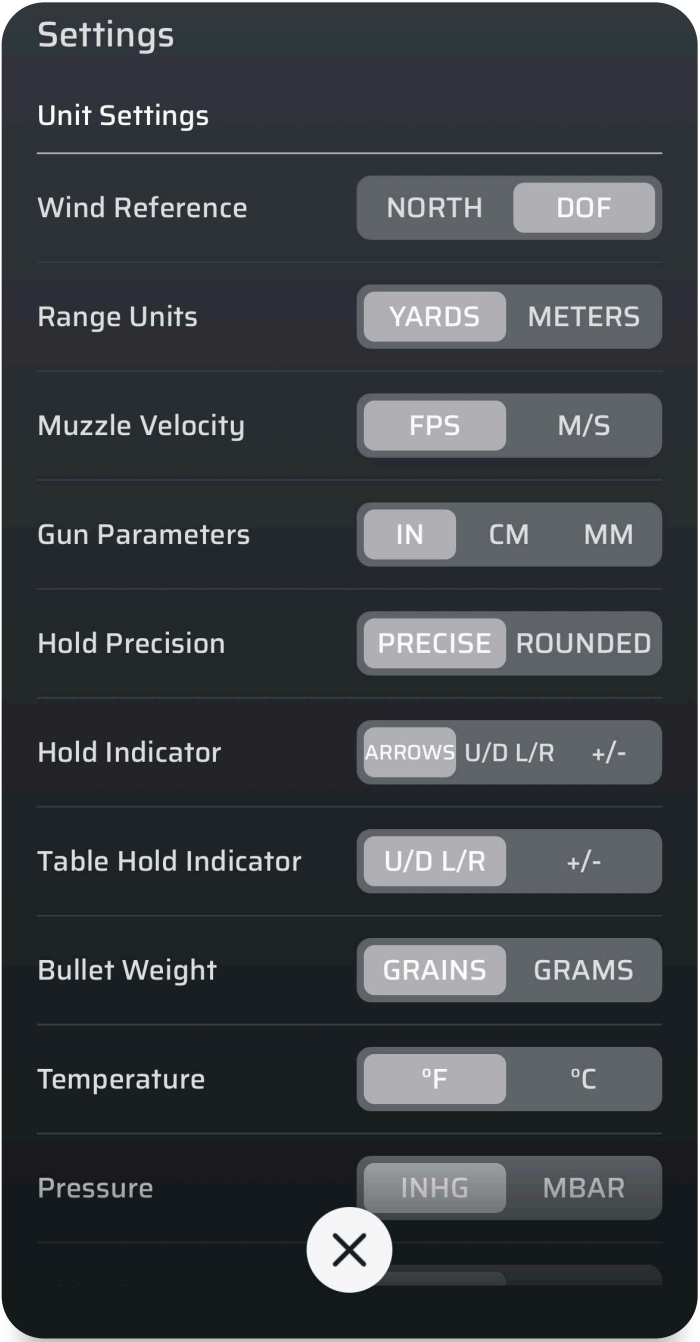 Settings
Unit Settings
Wind Reference NORTH DOF
Range Units YARDS METERS
Muzzle Velocity FPS M/S
Gun Parameters IN CM MM
Hold Precision PRECISE ROUNDED
Hold Indicator ARROWS U/D L/R +/-
Table Hold Indicator U/D L/R +/-
Bullet Weight GRAINS GRAMS
Temperature °F °C
Pressure INHG MBAR